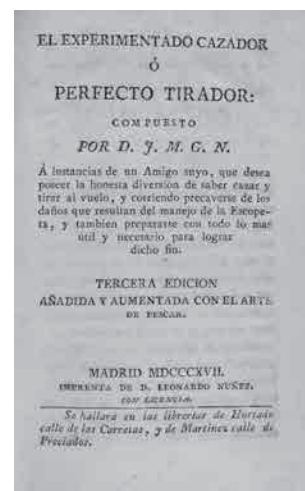 EL EXPERIMENTADO CAZADOR
Ó
PERFECTO TIRADOR:
COMPUESTO
POR D. J. M. G. N.
Á instancias de un Amigo suyo, que desea
poseer la honesta diversion de saber cazar y
tirar al vuelo, y corriendo precaverse de los
daños que resultan del manejo de la Escope-
ta, y tambien prepararse con todo lo mas
util y necesario para lograr
dicho fin.
TERCERA EDICION
AÑADIDA Y AUMENTADA CON EL ARTE
DE PESCAR.
MADRID MDCCCXVII.
IMPRENTA DE D. LEONARDO NUÑEZ.
CON LICENCIA.
Se hallará en las librerias de Hurtado
calle de las Carretas, y de Martinez calle de
Preciados.